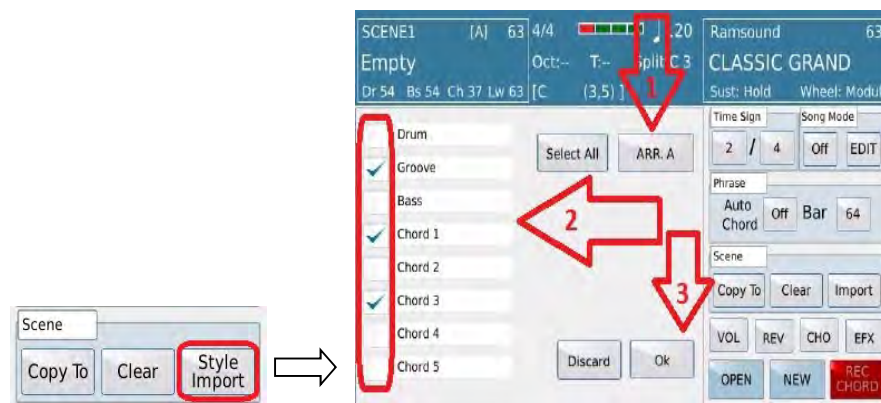 Scene
Copy To Clear Style Import
SCENE1 [A] 63 4/4 20 Ramsound 63
Empty Oct:-- T:-- Split C 3 CLASSIC GRAND
Dr 54 Bs 54 Ch 37 Lw 63 [C (3,5) ] Sust: Hold Wheel: Modul
1
Drum
Groove
Bass
Chord 1
Chord 2
Chord 3
Chord 4
Chord 5
Select All ARR. A
2
3
Discard Ok
Time Sign Song Mode
2 / 4 Off EDIT
Phrase
Auto Chord Off Bar 64
Scene
Copy To Clear Import
VOL REV CHO EFX
OPEN NEW REC CHORD